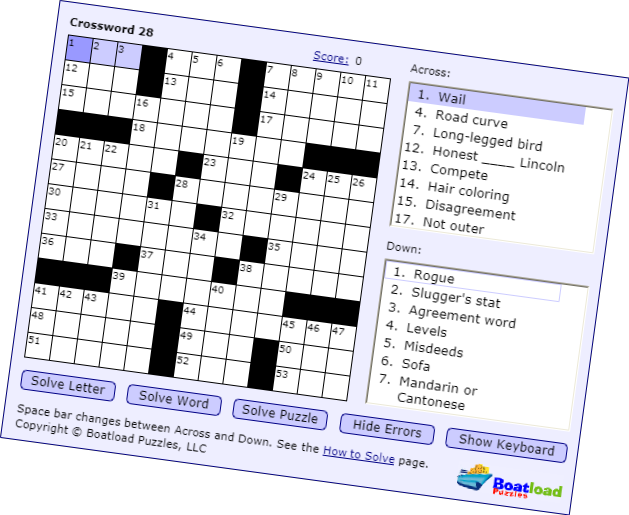 Crossword 28
Score: 0
1 2 3 4 5 6 7 8 9 10 11
12 13 14
15 16 17
18 19
20 21 22 23 24 25 26
27 28 29
30 31 32
33 34 35
36 37 38
39 40
41 42 43 44 45 46 47
48 49 50
51 52 53
Across:
1. Wail
4. Road curve
7. Long-legged bird
12. Honest ____ Lincoln
13. Compete
14. Hair coloring
15. Disagreement
17. Not outer
Down:
1. Rogue
2. Slugger's stat
3. Agreement word
4. Levels
5. Misdeeds
6. Sofa
7. Mandarin or
Cantonese
Solve Letter Solve Word Solve Puzzle Hide Errors Show Keyboard
Space bar changes between Across and Down. See the How to Solve page.
Copyright © Boatload Puzzles, LLC
Boatload
Puzzles